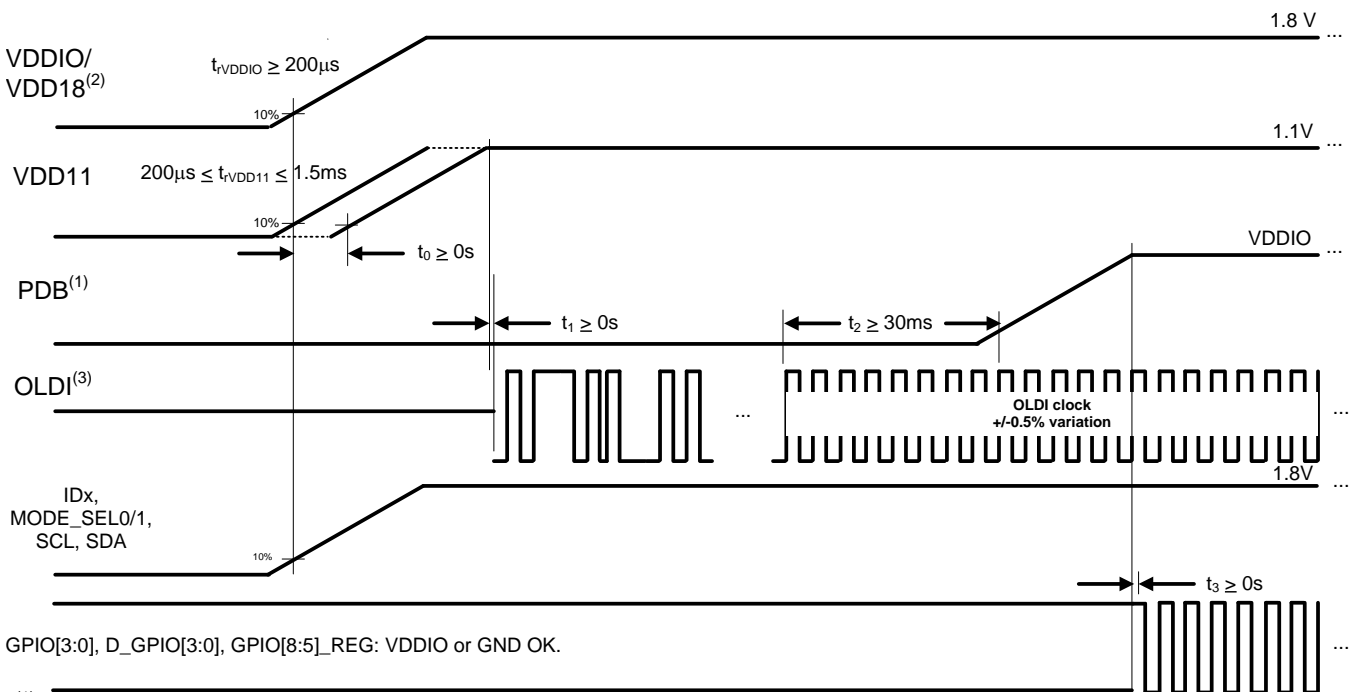 1.8 V
...
VDDIO/
VDD18(2)
trVDDIO ≥ 200μs
10%
1.1V
...
VDD11
200μs ≤ trVDD11 ≤ 1.5ms
10%
t0 ≥ 0s
VDDIO
...
PDB(1)
t1 ≥ 0s
t2 ≥ 30ms
OLDI(3)
...
OLDI clock
+/-0.5% variation
...
1.8V
...
IDx,
MODE_SEL0/1,
SCL, SDA
10%
t3 ≥ 0s
GPIO[3:0], D_GPIO[3:0], GPIO[8:5]_REG: VDDIO or GND OK.
...